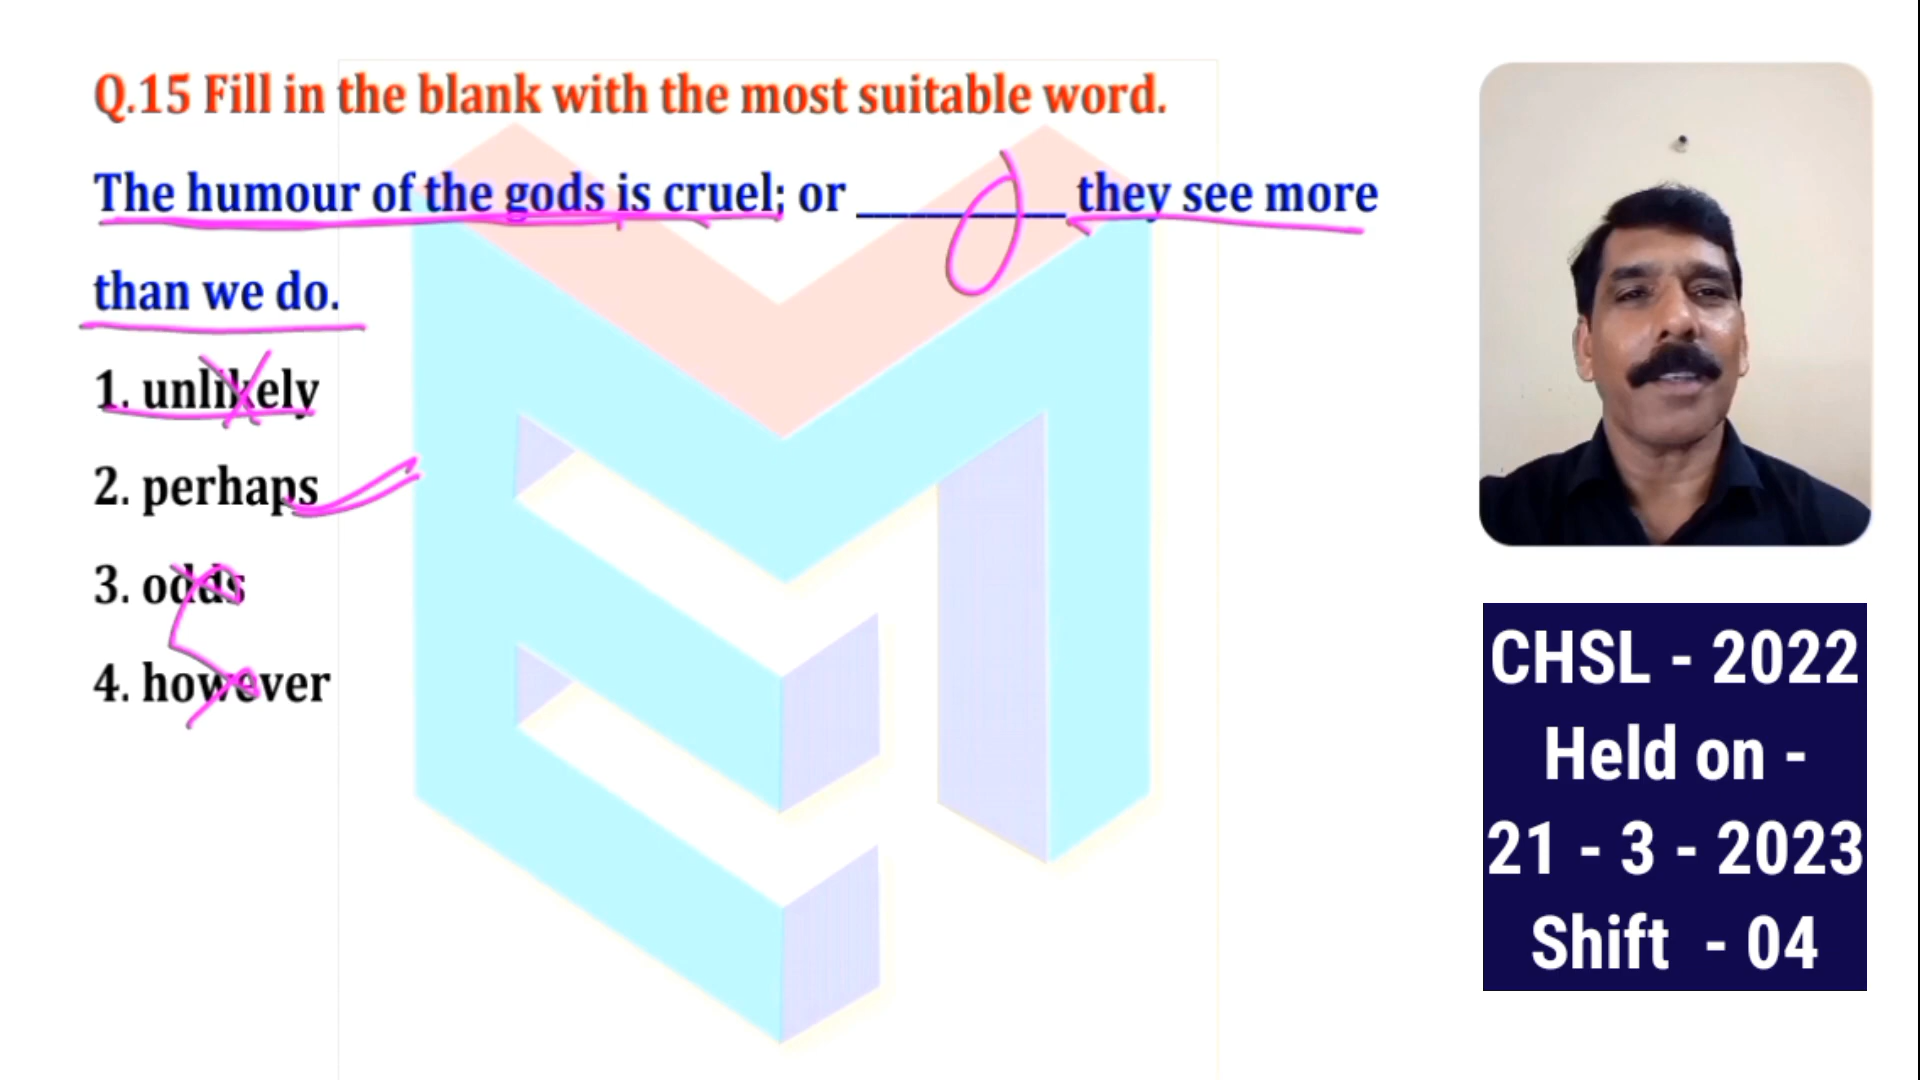 Q.15 Fill in the blank with the most suitable word.
The humour of the gods is cruel; or __________ they see more
than we do.
1. unlikely
2. perhaps
3. odds
4. however
CHSL - 2022
Held on -
21 - 3 - 2023
Shift - 04